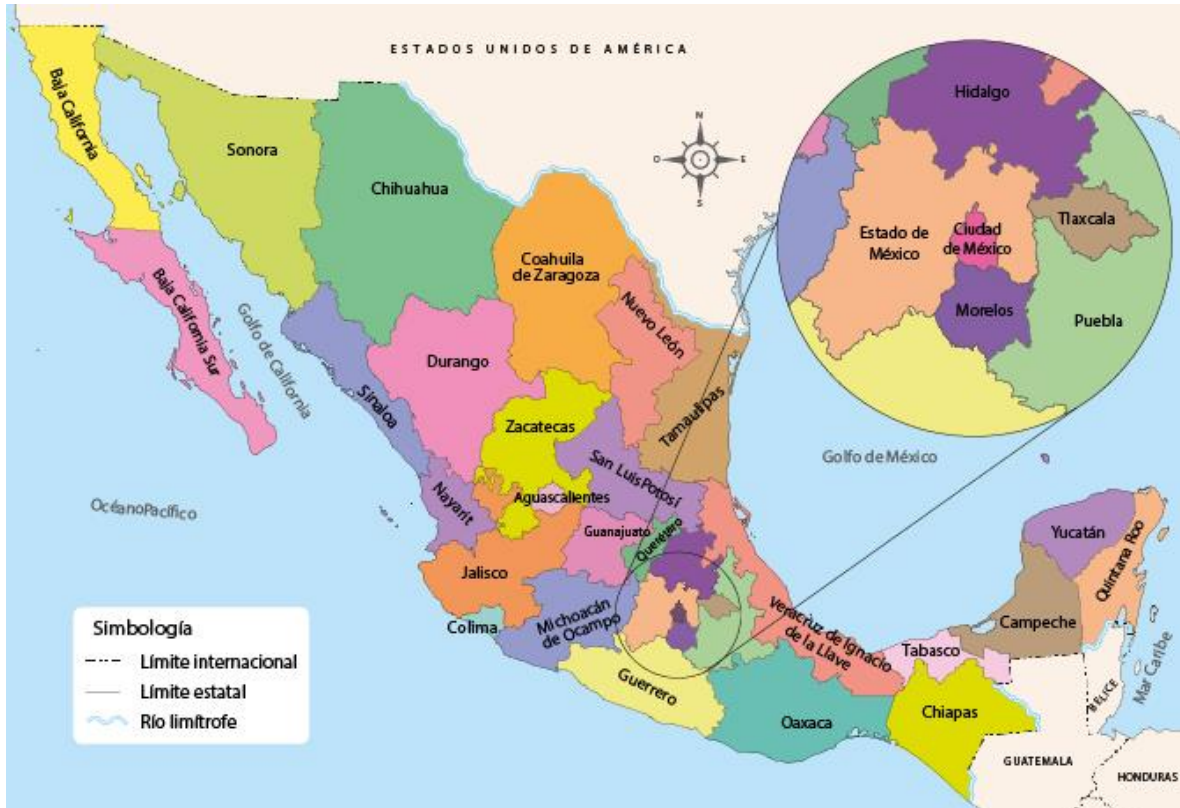 ESTADOS UNIDOS DE AMÉRICA
Baja California
Sonora
Chihuahua
Coahuila
de Zaragoza
Nuevo León
Tamaulipas
Baja California Sur
Golfo de California
Sinaloa
Durango
Zacatecas
San Luis Potosí
Nayarit
Aguascalientes
Guanajuato
Querétaro
Jalisco
Colima
Michoacán
de Ocampo
Guerrero
Veracruz de Ignacio
de la Llave
Oaxaca
Tabasco
Chiapas
Campeche
Yucatán
Quintana Roo
Océano Pacífico
Golfo de México
Mar Caribe
BELICE
GUATEMALA
HONDURAS
N
O
E
S
Hidalgo
Tlaxcala
Estado de
México
Ciudad
de México
Morelos
Puebla
Simbología
Límite internacional
Límite estatal
Río limítrofe